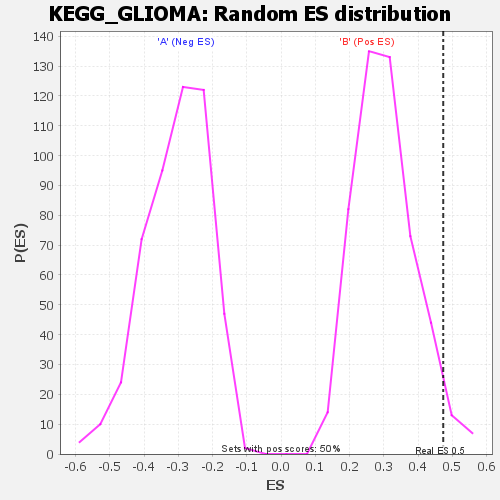 KEGG_GLIOMA: Random ES distribution
'A' (Neg ES) 'B' (Pos ES)
140
130
120
110
100
90
80
70
60
50
40
30
20
10
0
P(ES)
Sets with pos scores: 50%
Real ES 0.5
-0.6 -0.5 -0.4 -0.3 -0.2 -0.1 0.0 0.1 0.2 0.3 0.4 0.5 0.6
ES